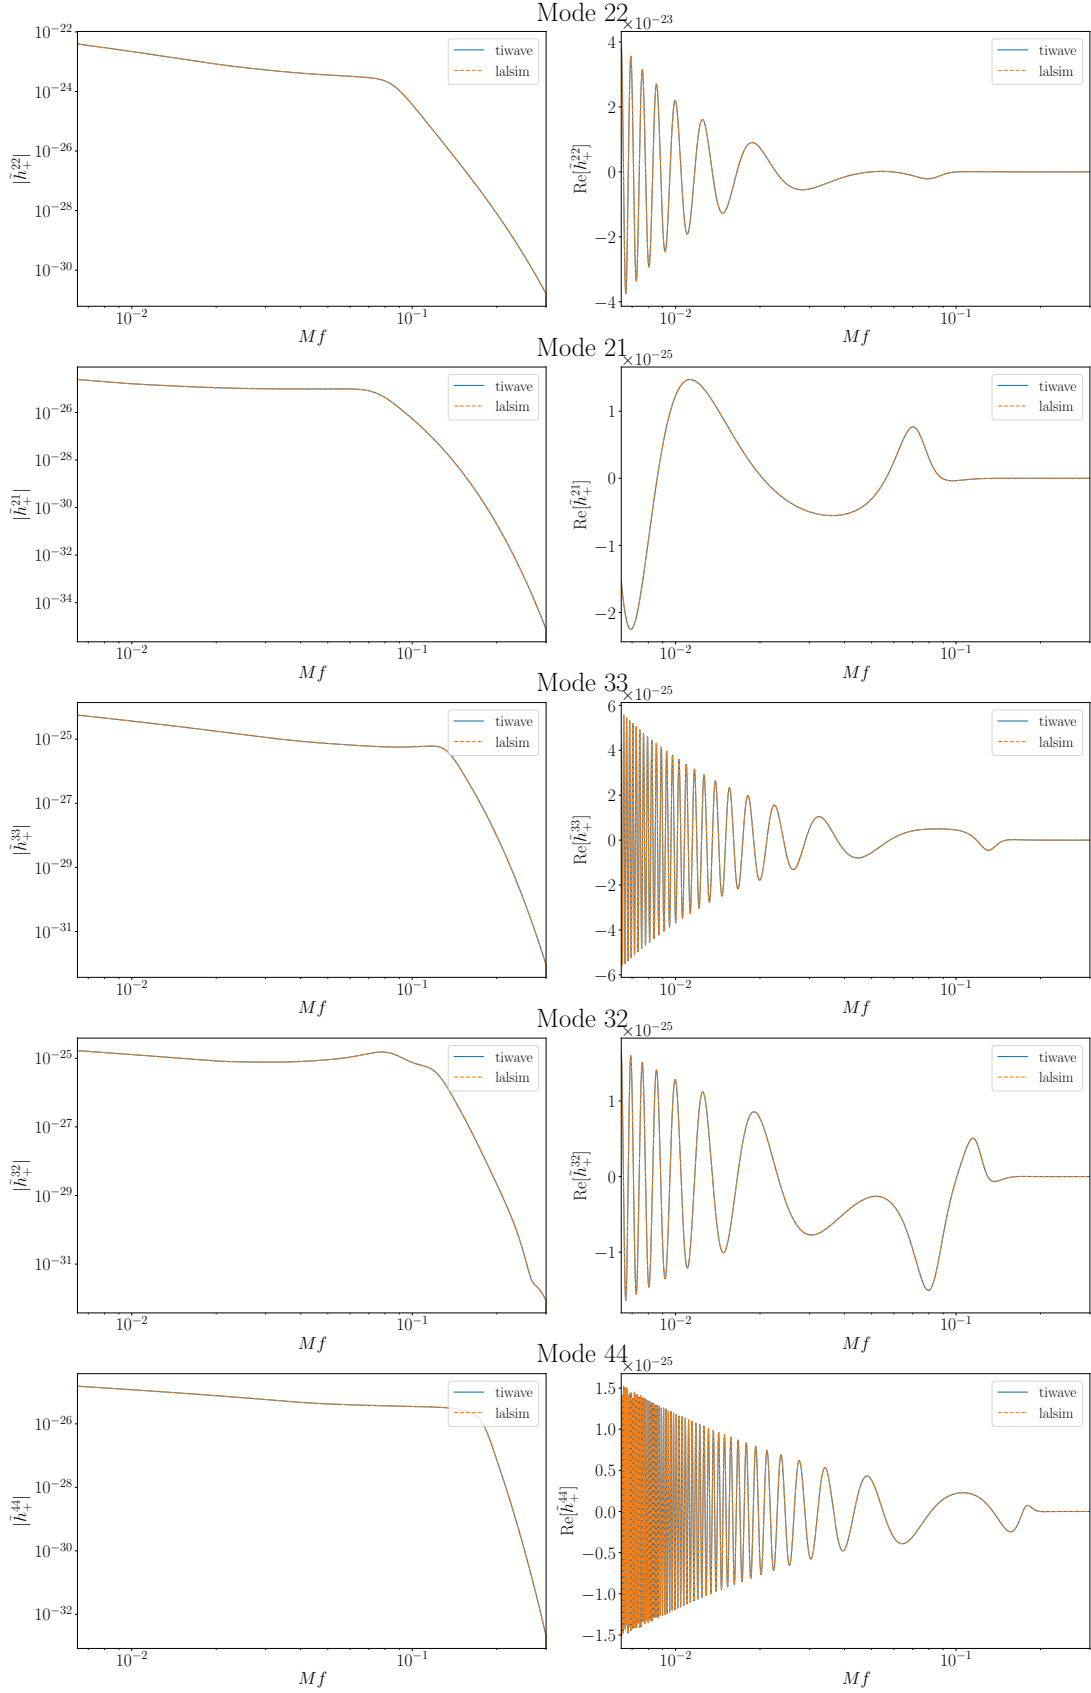 Mode 22
10^{-22}
10^{-24}
10^{-26}
10^{-28}
10^{-30}
|h̃_+^{22}|
tiwave
lalsim
10^{-2}
10^{-1}
Mf
×10^{-23}
4
2
0
−2
−4
Re[h̃_+^{22}]
tiwave
lalsim
10^{-2}
10^{-1}
Mf
Mode 21
10^{-26}
10^{-28}
10^{-30}
10^{-32}
10^{-34}
|h̃_+^{21}|
tiwave
lalsim
10^{-2}
10^{-1}
Mf
×10^{-25}
1
0
−1
−2
Re[h̃_+^{21}]
tiwave
lalsim
10^{-2}
10^{-1}
Mf
Mode 33
10^{-25}
10^{-27}
10^{-29}
10^{-31}
|h̃_+^{33}|
tiwave
lalsim
10^{-2}
10^{-1}
Mf
×10^{-25}
6
4
2
0
−2
−4
−6
Re[h̃_+^{33}]
tiwave
lalsim
10^{-2}
10^{-1}
Mf
Mode 32
10^{-25}
10^{-27}
10^{-29}
10^{-31}
|h̃_+^{32}|
tiwave
lalsim
10^{-2}
10^{-1}
Mf
×10^{-25}
1
0
−1
Re[h̃_+^{32}]
tiwave
lalsim
10^{-2}
10^{-1}
Mf
Mode 44
10^{-26}
10^{-28}
10^{-30}
10^{-32}
|h̃_+^{44}|
tiwave
lalsim
10^{-2}
10^{-1}
Mf
×10^{-25}
1.5
1.0
0.5
0.0
−0.5
−1.0
−1.5
Re[h̃_+^{44}]
tiwave
lalsim
10^{-2}
10^{-1}
Mf